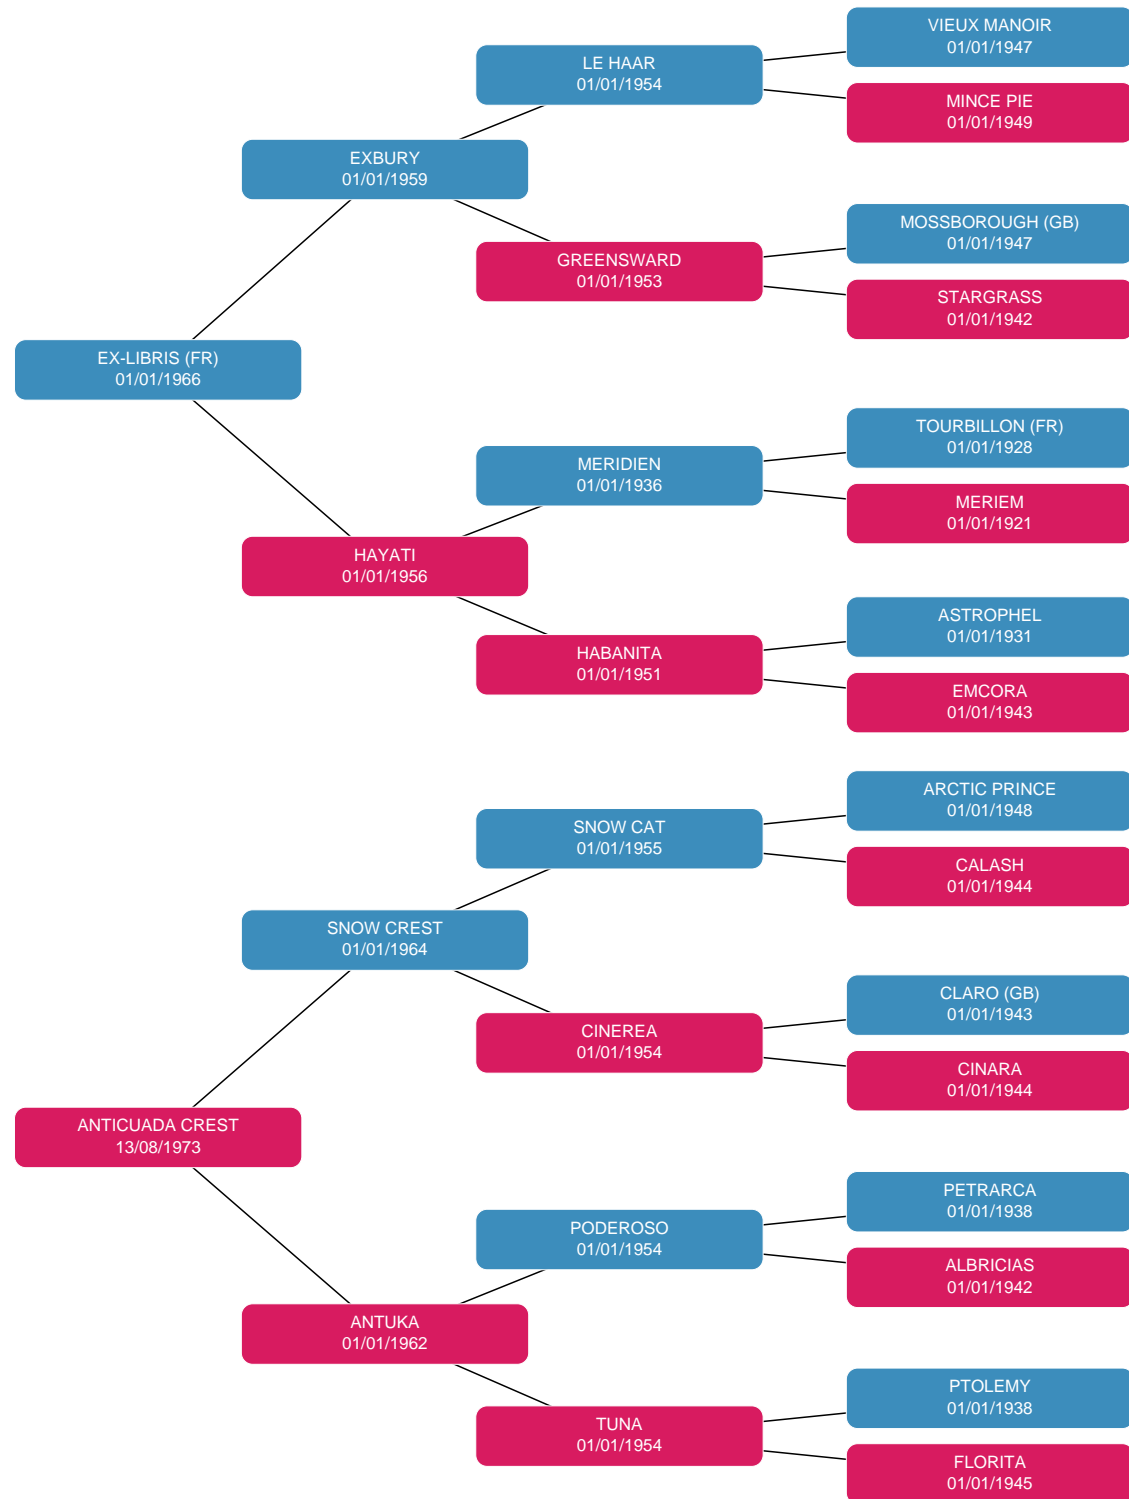 VIEUX MANOIR
01/01/1947
LE HAAR
01/01/1954
MINCE PIE
01/01/1949
EXBURY
01/01/1959
MOSSBOROUGH (GB)
01/01/1947
GREENSWARD
01/01/1953
STARGRASS
01/01/1942
EX-LIBRIS (FR)
01/01/1966
TOURBILLON (FR)
01/01/1928
MERIDIEN
01/01/1936
MERIEM
01/01/1921
HAYATI
01/01/1956
ASTROPHEL
01/01/1931
HABANITA
01/01/1951
EMCORA
01/01/1943
ARCTIC PRINCE
01/01/1948
SNOW CAT
01/01/1955
CALASH
01/01/1944
SNOW CREST
01/01/1964
CLARO (GB)
01/01/1943
CINEREA
01/01/1954
CINARA
01/01/1944
ANTICUADA CREST
13/08/1973
PETRARCA
01/01/1938
PODEROSO
01/01/1954
ALBRICIAS
01/01/1942
ANTUKA
01/01/1962
PTOLEMY
01/01/1938
TUNA
01/01/1954
FLORITA
01/01/1945